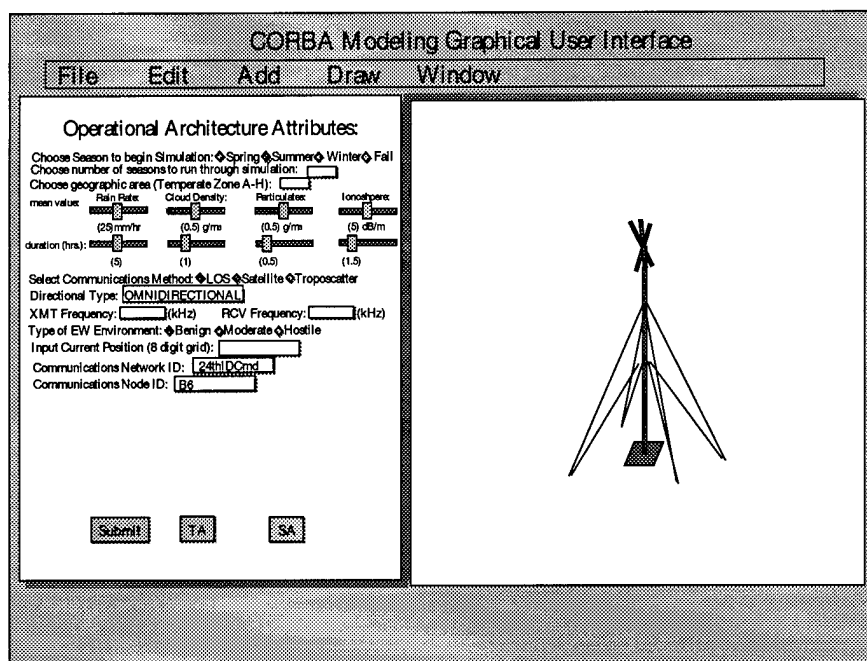 CORBA Modeling Graphical User Interface
File Edit Add Draw Window
Operational Architecture Attributes:
Choose Season to begin Simulation: Spring Summer Winter Fall
Choose number of seasons to run through simulation:
Choose geographic area (Temperate Zone A-H):
Rain Rate: Cloud Density: Particulates: Ionoshpere:
mean value:
(25) mm/hr (0.5) g/m (0.5) g/m (5) dB/m
duration (hrs.):
(5) (1) (0.5) (1.5)
Select Communications Method: LOS Satellite Troposcatter
Directional Type: OMNIDIRECTIONAL
XMT Frequency: (kHz) RCV Frequency: (kHz)
Type of EW Environment: Benign Moderate Hostile
Input Current Position (8 digit grid):
Communications Network ID: 24thIDCmd
Communications Node ID: B6
Submit TA SA